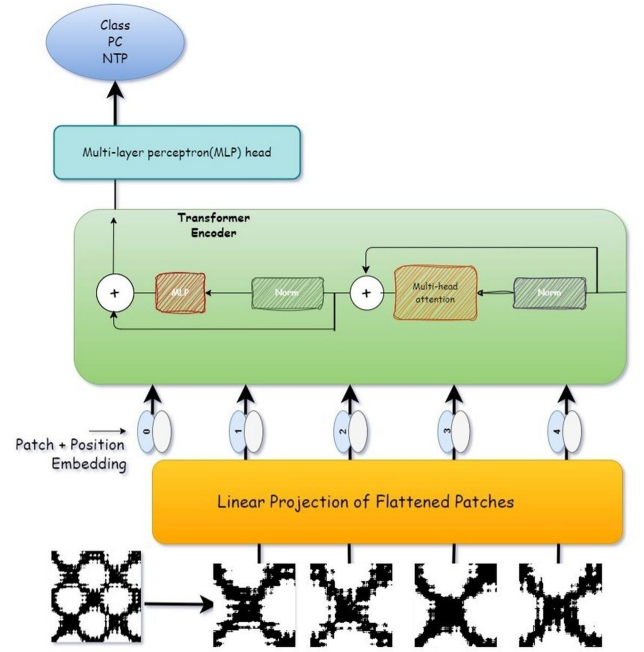 Class
PC
NTP
Multi-layer perceptron(MLP) head
Transformer
Encoder
+
MLP
Norm
+
Multi-head
attention
Norm
0
1
2
3
4
Patch + Position
Embedding
Linear Projection of Flattened Patches